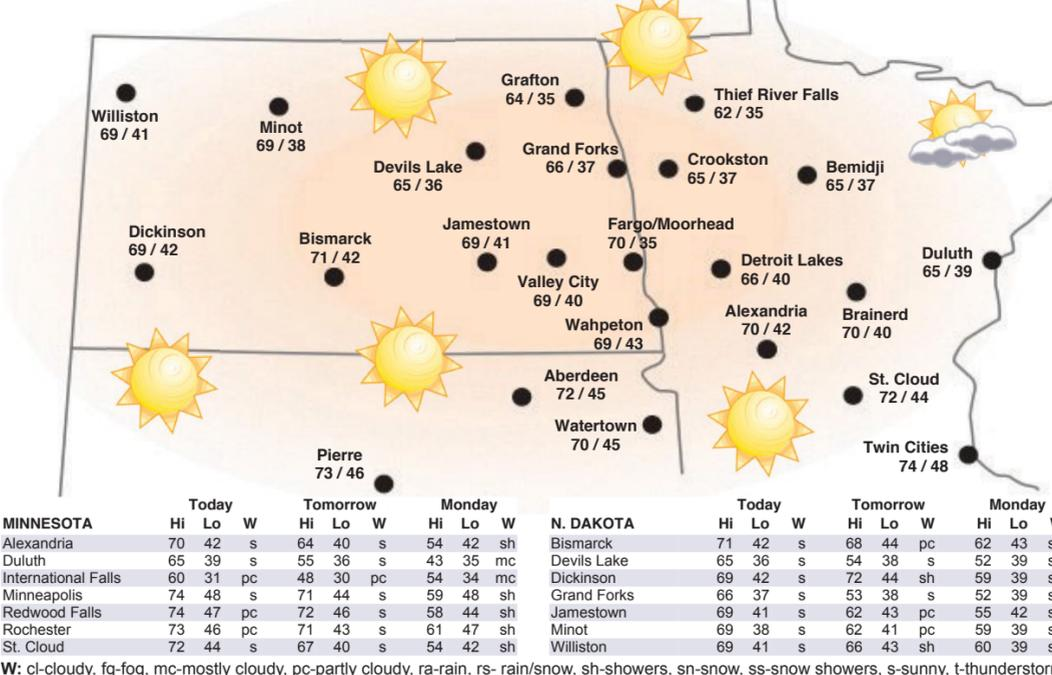 Grafton
64 / 35
Thief River Falls
62 / 35
Williston
69 / 41
Minot
69 / 38
Devils Lake
65 / 36
Grand Forks
66 / 37
Crookston
65 / 37
Bemidji
65 / 37
Dickinson
69 / 42
Bismarck
71 / 42
Jamestown
69 / 41
Valley City
69 / 40
Fargo/Moorhead
70 / 35
Detroit Lakes
66 / 40
Duluth
65 / 39
Wahpeton
69 / 43
Alexandria
70 / 42
Brainerd
70 / 40
Aberdeen
72 / 45
St. Cloud
72 / 44
Watertown
70 / 45
Twin Cities
74 / 48
Pierre
73 / 46
Today Tomorrow Monday
MINNESOTA Hi Lo W Hi Lo W Hi Lo W
Alexandria 70 42 s 64 40 s 54 42 sh
Duluth 65 39 s 55 36 s 43 35 mc
International Falls 60 31 pc 48 30 pc 54 34 mc
Minneapolis 74 48 s 71 44 s 59 48 sh
Redwood Falls 74 47 pc 72 46 s 58 44 sh
Rochester 73 46 pc 71 43 s 61 47 sh
St. Cloud 72 44 s 67 40 s 54 42 sh
Today Tomorrow Monday
N. DAKOTA Hi Lo W Hi Lo W Hi Lo
Bismarck 71 42 s 68 44 pc 62 43
Devils Lake 65 36 s 54 38 s 52 39
Dickinson 69 42 s 72 44 sh 59 39
Grand Forks 66 37 s 53 38 s 52 39
Jamestown 69 41 s 62 43 pc 55 42
Minot 69 38 s 62 41 pc 59 39
Williston 69 41 s 66 43 sh 60 39
W: cl-cloudy, fg-fog, mc-mostly cloudy, pc-partly cloudy, ra-rain, rs- rain/snow, sh-showers, sn-snow, ss-snow showers, s-sunny,